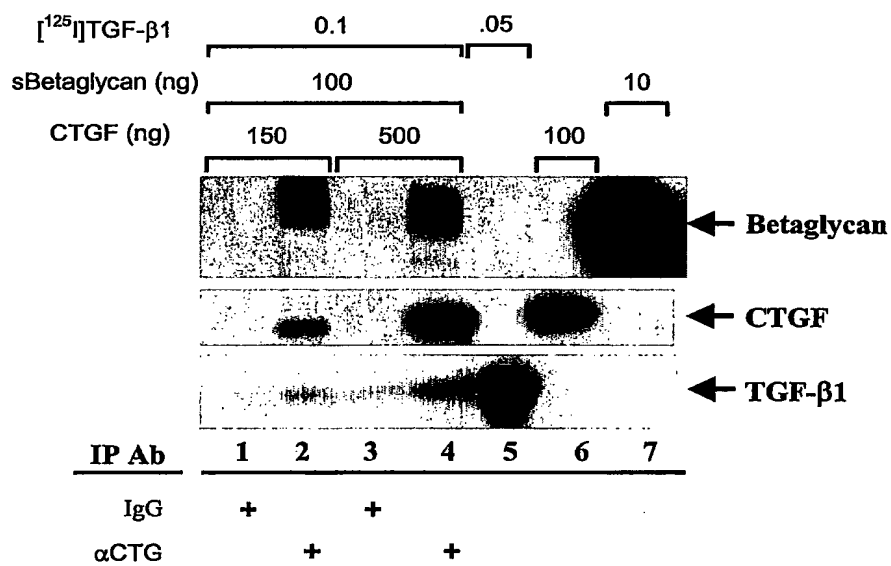 [¹²⁵I]TGF-β1 0.1 .05
sBetaglycan (ng) 100 10
CTGF (ng) 150 500 100
Betaglycan
CTGF
TGF-β1
IP Ab 1 2 3 4 5 6 7
IgG + +
αCTG + +